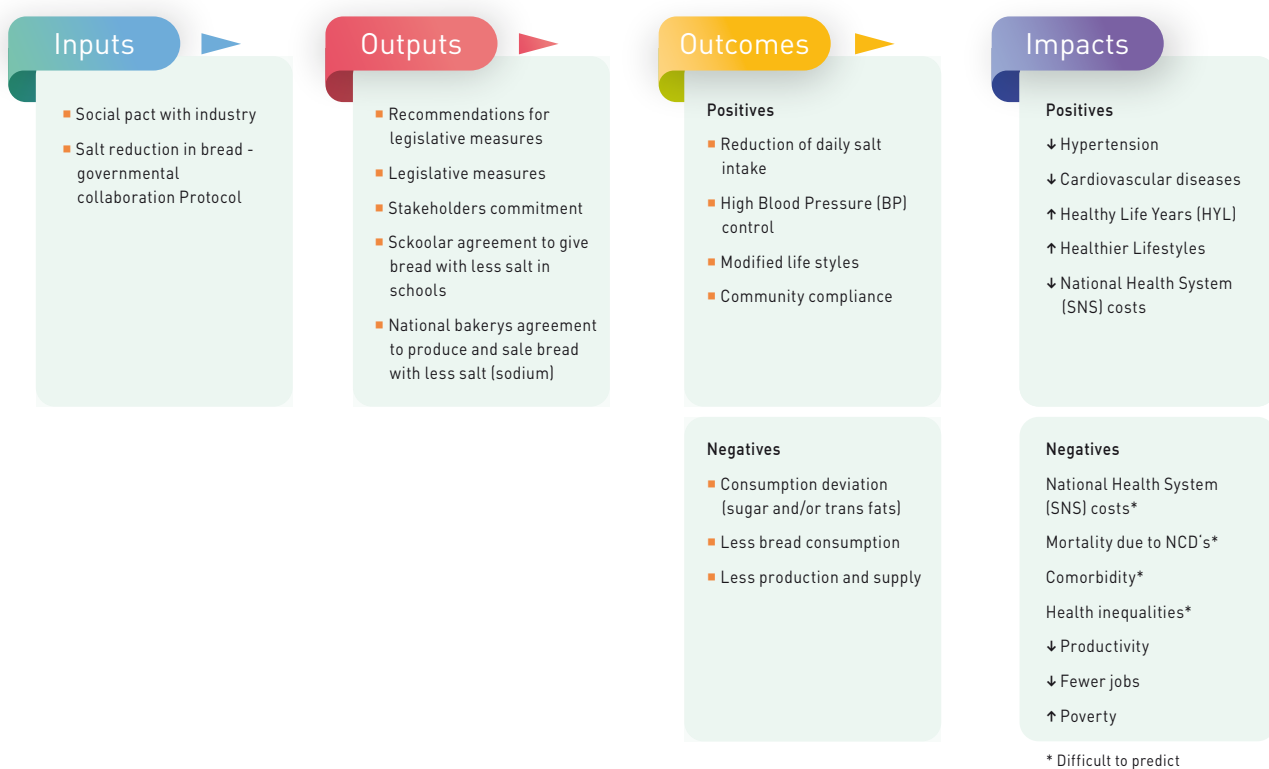 Inputs
Social pact with industry
Salt reduction in bread -
governmental
collaboration Protocol
Outputs
Recommendations for
legislative measures
Legislative measures
Stakeholders commitment
Sckoolar agreement to give
bread with less salt in
schools
National bakerys agreement
to produce and sale bread
with less salt (sodium)
Outcomes
Positives
Reduction of daily salt
intake
High Blood Pressure (BP)
control
Modified life styles
Community compliance
Negatives
Consumption deviation
(sugar and/or trans fats)
Less bread consumption
Less production and supply
Impacts
Positives
↓ Hypertension
↓ Cardiovascular diseases
↑ Healthy Life Years (HYL)
↑ Healthier Lifestyles
↓ National Health System
(SNS) costs
Negatives
National Health System
(SNS) costs*
Mortality due to NCD's*
Comorbidity*
Health inequalities*
↓ Productivity
↓ Fewer jobs
↑ Poverty
* Difficult to predict